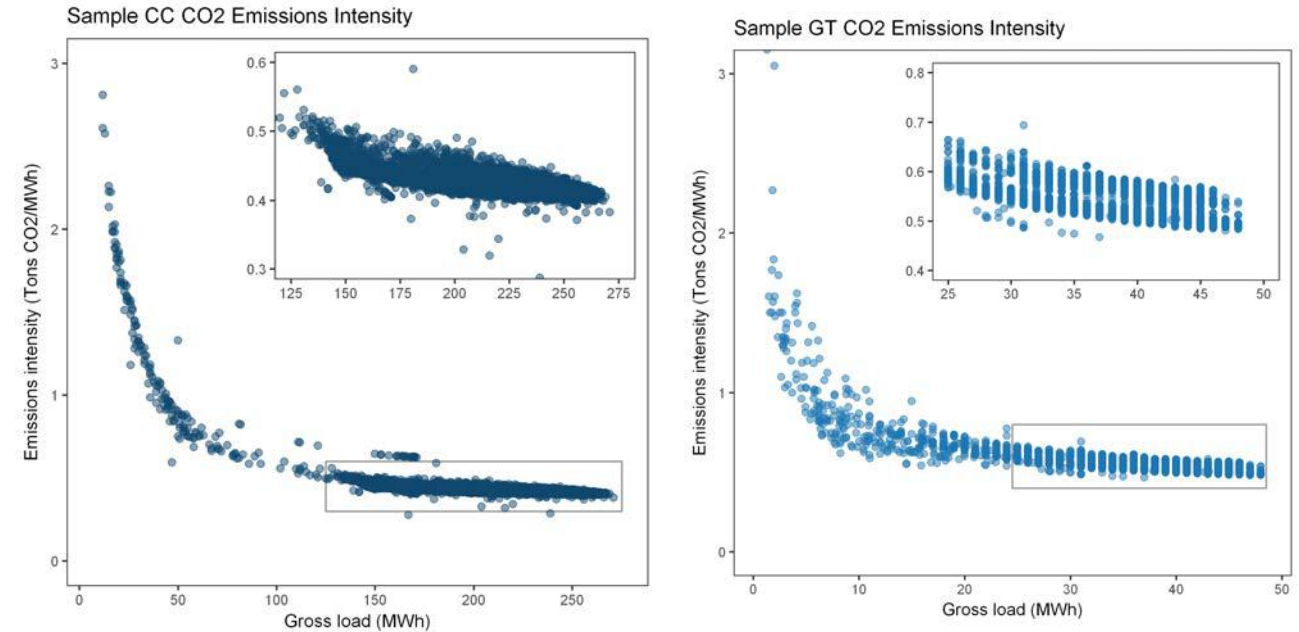 Sample CC CO2 Emissions Intensity
Emissions intensity (Tons CO2/MWh)
3
2
1
0
0.6
0.5
0.4
0.3
125 150 175 200 225 250 275
0 50 100 150 200 250
Gross load (MWh)
Sample GT CO2 Emissions Intensity
Emissions intensity (Tons CO2/MWh)
3
2
1
0
0.8
0.7
0.6
0.5
0.4
25 30 35 40 45 50
0 10 20 30 40 50
Gross load (MWh)